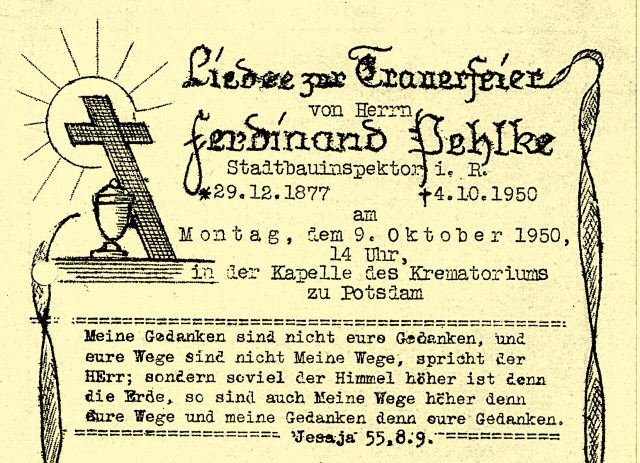 Lieder zur Trauerfeier
von Herrn
Ferdinand Pehlke
Stadtbauinspektor i. R.
*29.12.1877 †4.10.1950
am
Montag, dem 9. Oktober 1950,
14 Uhr,
in der Kapelle des Krematoriums
zu Potsdam
Meine Gedanken sind nicht eure Gedanken, und
eure Wege sind nicht Meine Wege, spricht der
HErr; sondern soviel der Himmel höher ist denn
die Erde, so sind auch Meine Wege höher denn
eure Wege und meine Gedanken denn eure Gedanken.
Jesaja 55,8.9.